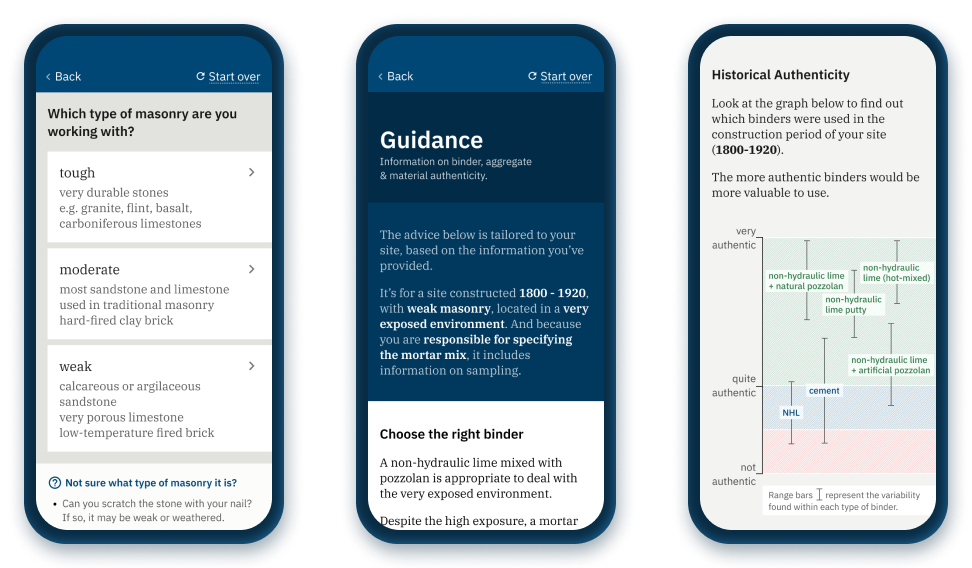 Back
Start over
Which type of masonry are you
working with?
tough
very durable stones
e.g. granite, flint, basalt,
carboniferous limestones
moderate
most sandstone and limestone
used in traditional masonry
hard-fired clay brick
weak
calcareous or argilaceous
sandstone
very porous limestone
low-temperature fired brick
Not sure what type of masonry it is?
• Can you scratch the stone with your nail?
If so, it may be weak or weathered.
Back
Start over
Guidance
Information on binder, aggregate
& material authenticity.
The advice below is tailored to your
site, based on the information you’ve
provided.
It’s for a site constructed 1800 - 1920,
with weak masonry, located in a very
exposed environment. And because
you are responsible for specifying
the mortar mix, it includes
information on sampling.
Choose the right binder
A non-hydraulic lime mixed with
pozzolan is appropriate to deal with
the very exposed environment.
Despite the high exposure, a mortar
Historical Authenticity
Look at the graph below to find out
which binders were used in the
construction period of your site
(1800-1920).
The more authentic binders would be
more valuable to use.
very
authentic
non-hydraulic lime
+ natural pozzolan
non-hydraulic
lime (hot-mixed)
non-hydraulic
lime putty
non-hydraulic lime
+ artificial pozzolan
quite
authentic
cement
NHL
not
authentic
Range bars represent the variability
found within each type of binder.